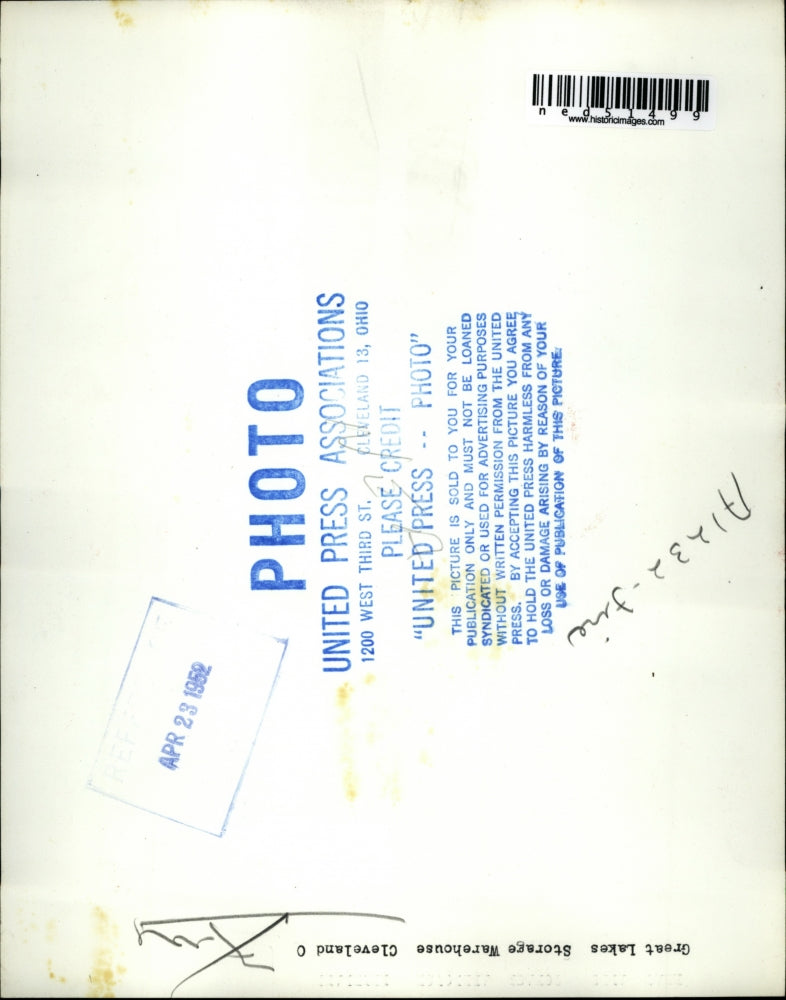 ned51499
www.historicimages.com
PHOTO
UNITED PRESS ASSOCIATIONS
1200 WEST THIRD ST. CLEVELAND 13, OHIO
PLEASE CREDIT
"UNITED PRESS -- PHOTO"
THIS PICTURE IS SOLD TO YOU FOR YOUR
PUBLICATION ONLY AND MUST NOT BE LOANED
SYNDICATED OR USED FOR ADVERTISING PURPOSES
WITHOUT WRITTEN PERMISSION FROM THE UNITED
PRESS. BY ACCEPTING THIS PICTURE YOU AGREE
TO HOLD THE UNITED PRESS HARMLESS FROM ANY
LOSS OR DAMAGE ARISING BY REASON OF YOUR
USE OF PUBLICATION OF THIS PICTURE.
APR 23 1952
Great Lakes Storage Warehouse Cleveland O